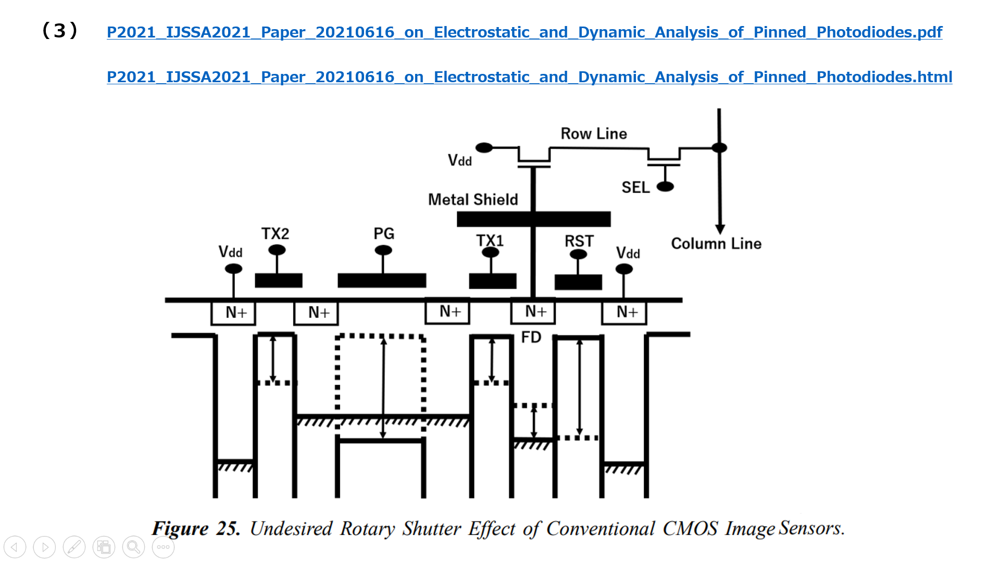 (3) P2021_IJSSA2021_Paper_20210616_on_Electrostatic_and_Dynamic_Analysis_of_Pinned_Photodiodes.pdf
P2021_IJSSA2021_Paper_20210616_on_Electrostatic_and_Dynamic_Analysis_of_Pinned_Photodiodes.html
Row Line
Vdd
SEL
Metal Shield
TX2
PG
TX1
RST
Column Line
Vdd
Vdd
N+
N+
N+
N+
N+
FD
Figure 25. Undesired Rotary Shutter Effect of Conventional CMOS Image Sensors.